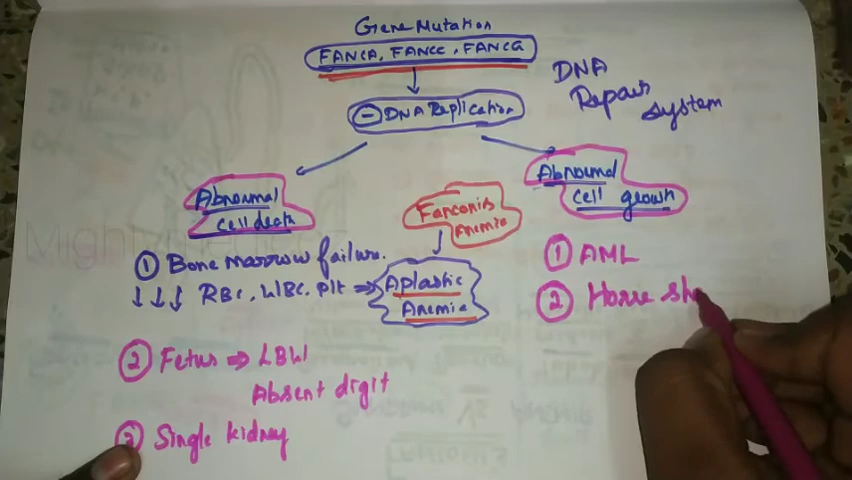 Gene Mutation
FANCA, FANCC, FANCG
(-) DNA Replication
DNA
Repair
system
Abnormal
cell death
Abnormal
cell growth
Fanconis
Anemia
① Bone marrow failure.
↓↓↓ RBC, WBC, Plt ⇒
Aplastic
Anemia
① AML
② Horse sh
② Fetus ⇒ LBW
Absent digit
③ Single kidney